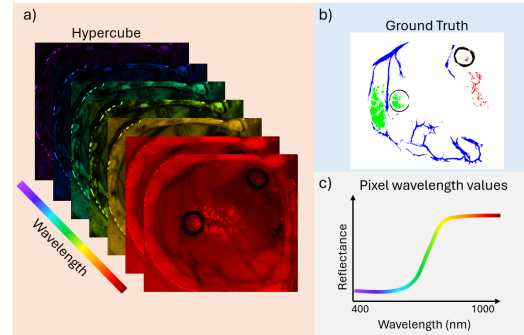 a)
Hypercube
Wavelength
b)
Ground Truth
c)
Pixel wavelength values
Reflectance
400
1000
Wavelength (nm)